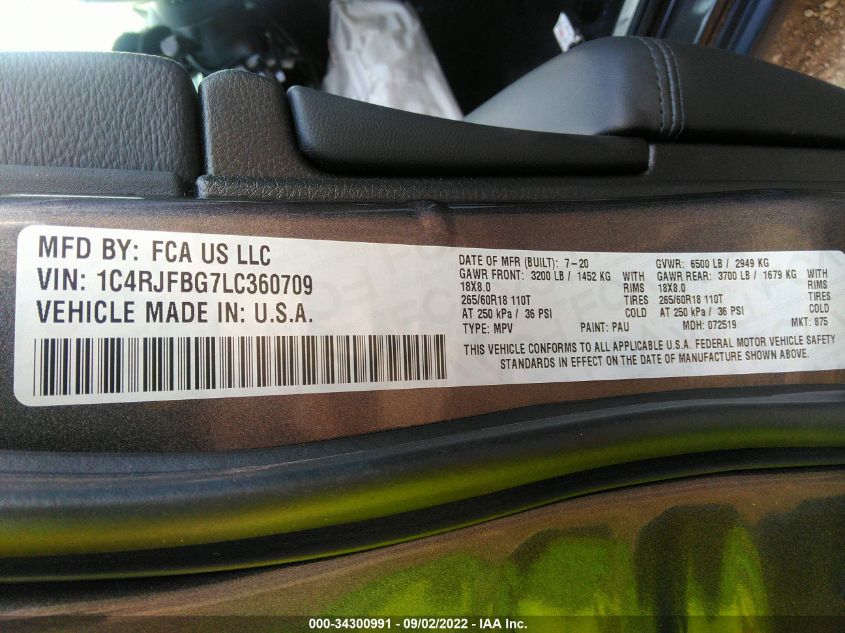 MFD BY: FCA US LLC
VIN: 1C4RJFBG7LC360709
VEHICLE MADE IN: U.S.A.
DATE OF MFR (BUILT): 7-20 GVWR: 6500 LB / 2949 KG
GAWR FRONT: 3200 LB / 1452 KG WITH GAWR REAR: 3700 LB / 1679 KG WITH
18X8.0 RIMS 18X8.0 RIMS
265/60R18 110T TIRES 265/60R18 110T TIRES
AT 250 kPa / 36 PSI COLD AT 250 kPa / 36 PSI COLD
TYPE: MPV PAINT: PAU MDH: 072519 MKT: 875
THIS VEHICLE CONFORMS TO ALL APPLICABLE U.S.A. FEDERAL MOTOR VEHICLE SAFETY
STANDARDS IN EFFECT ON THE DATE OF MANUFACTURE SHOWN ABOVE.
000-34300991 - 09/02/2022 - IAA Inc.